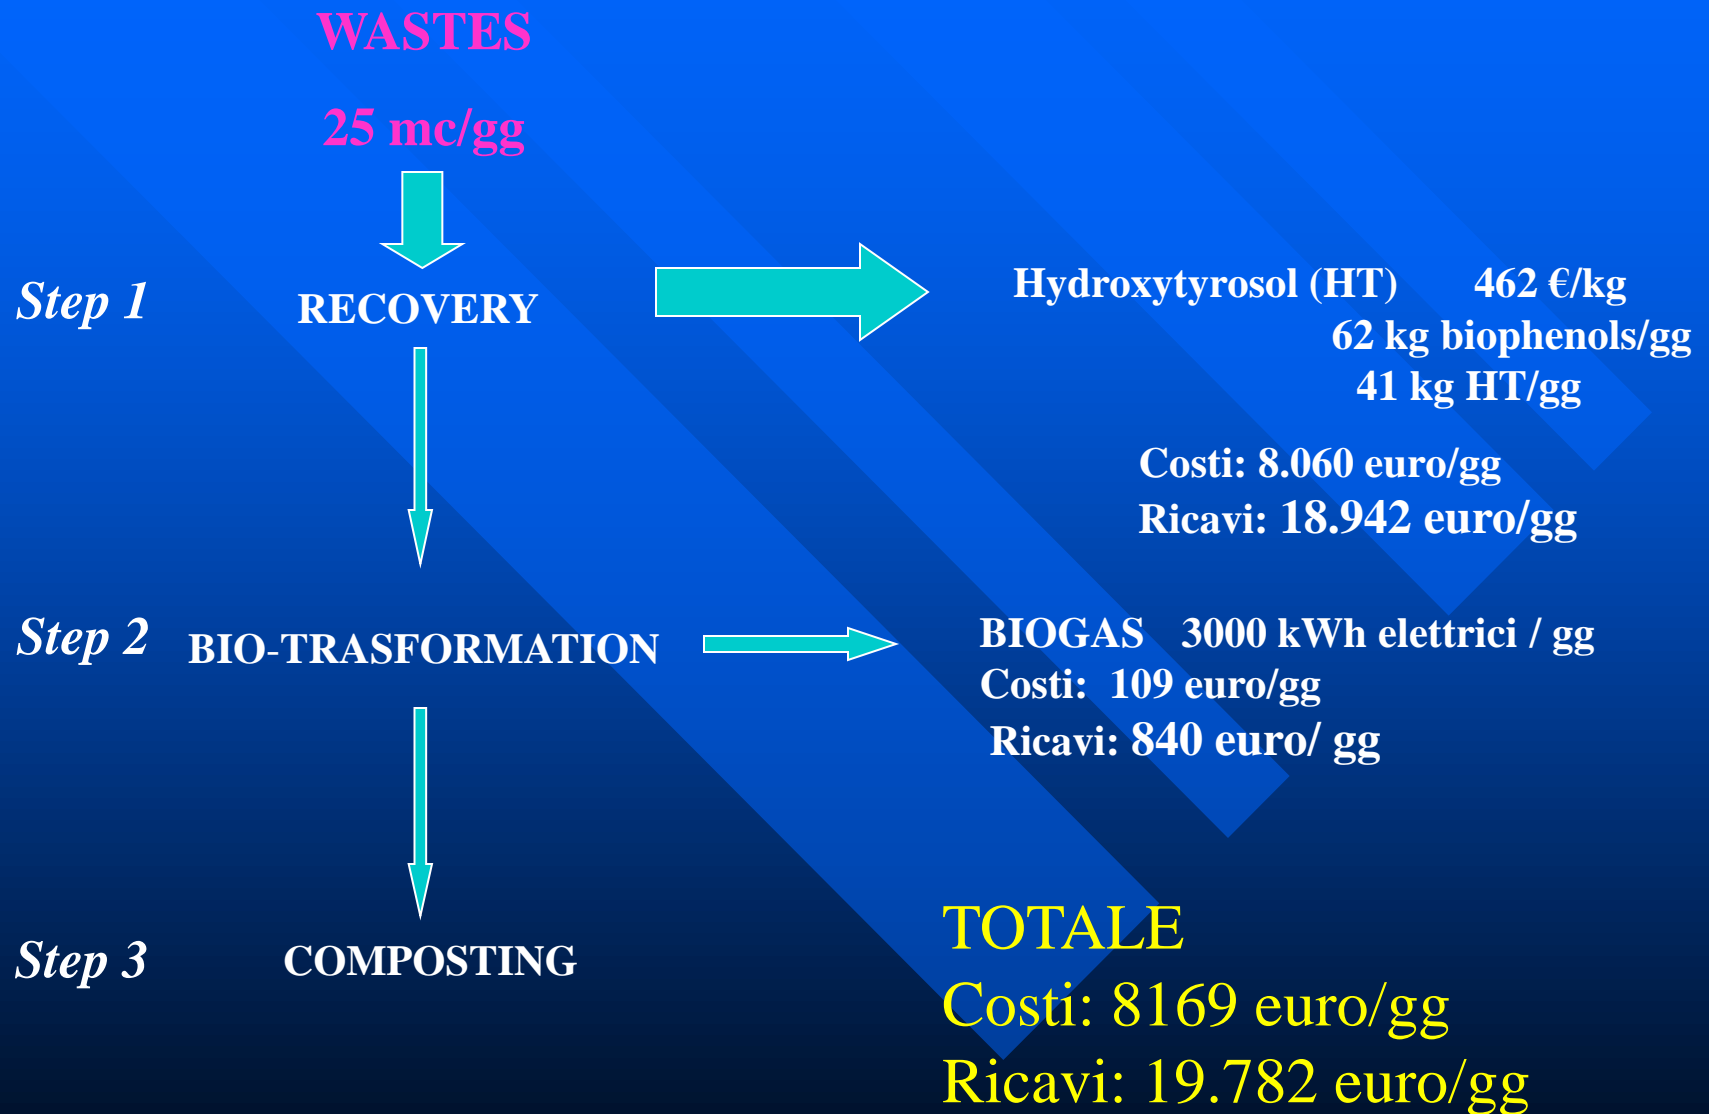 WASTES
25 mc/gg
Step 1
RECOVERY
Hydroxytyrosol (HT) 462 €/kg
62 kg biophenols/gg
41 kg HT/gg
Costi: 8.060 euro/gg
Ricavi: 18.942 euro/gg
Step 2
BIO-TRASFORMATION
BIOGAS 3000 kWh elettrici / gg
Costi: 109 euro/gg
Ricavi: 840 euro/ gg
Step 3
COMPOSTING
TOTALE
Costi: 8169 euro/gg
Ricavi: 19.782 euro/gg